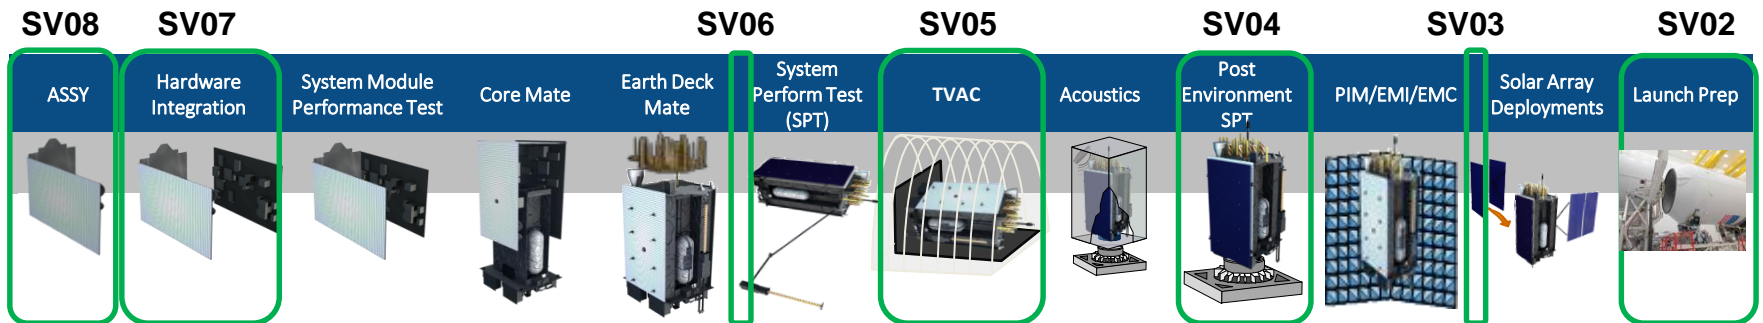 SV08 SV07 SV06 SV05 SV04 SV03 SV02
ASSY
Hardware
Integration
System Module
Performance Test
Core Mate
Earth Deck
Mate
System
Perform Test
(SPT)
TVAC
Acoustics
Post
Environment
SPT
PIM/EMI/EMC
Solar Array
Deployments
Launch Prep